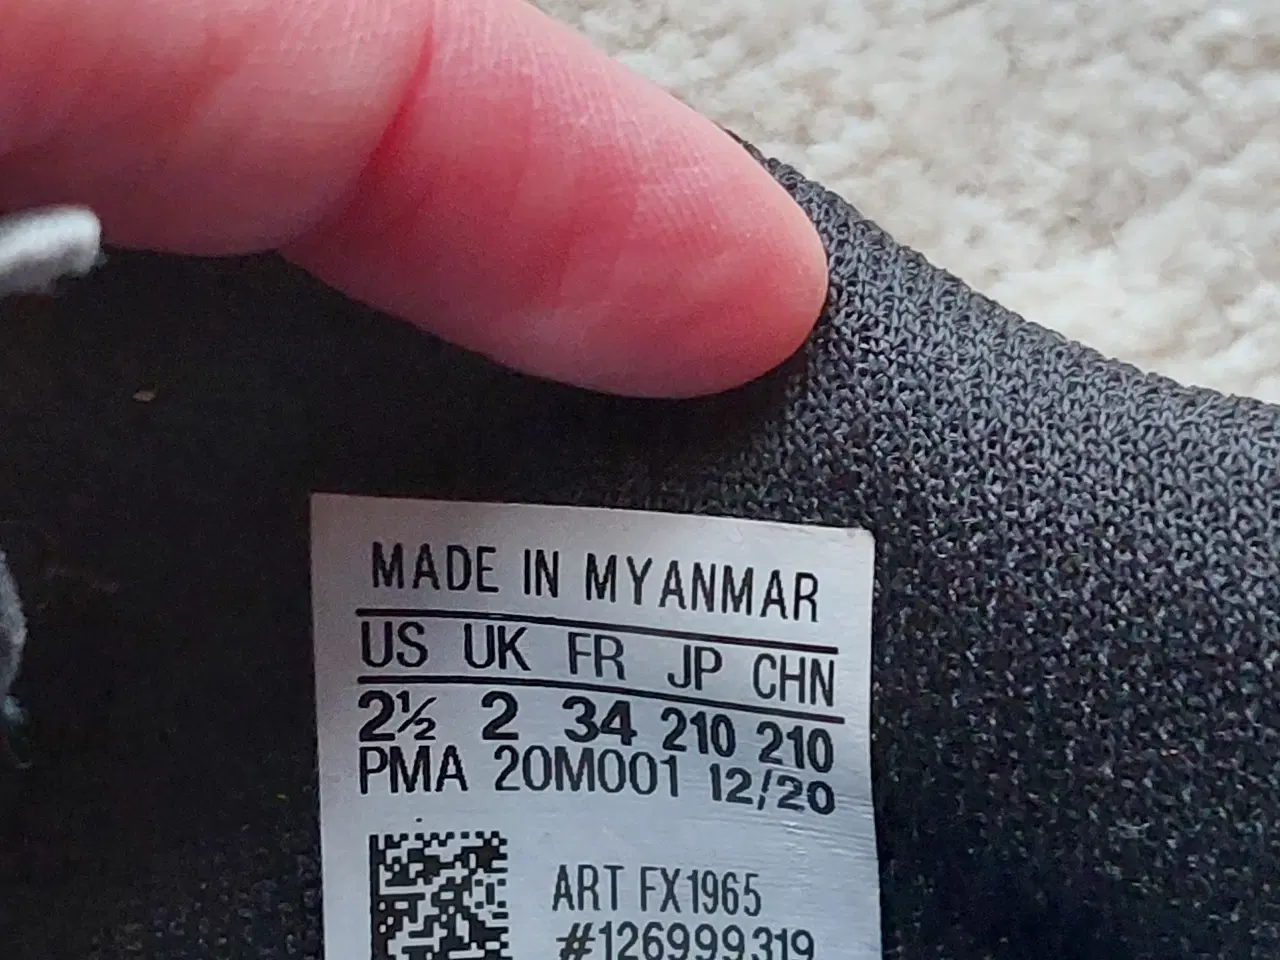 MADE IN MYANMAR
US UK FR JP CHN
2½ 2 34 210 210
PMA 20M001 12/20
ART FX1965
#126999319